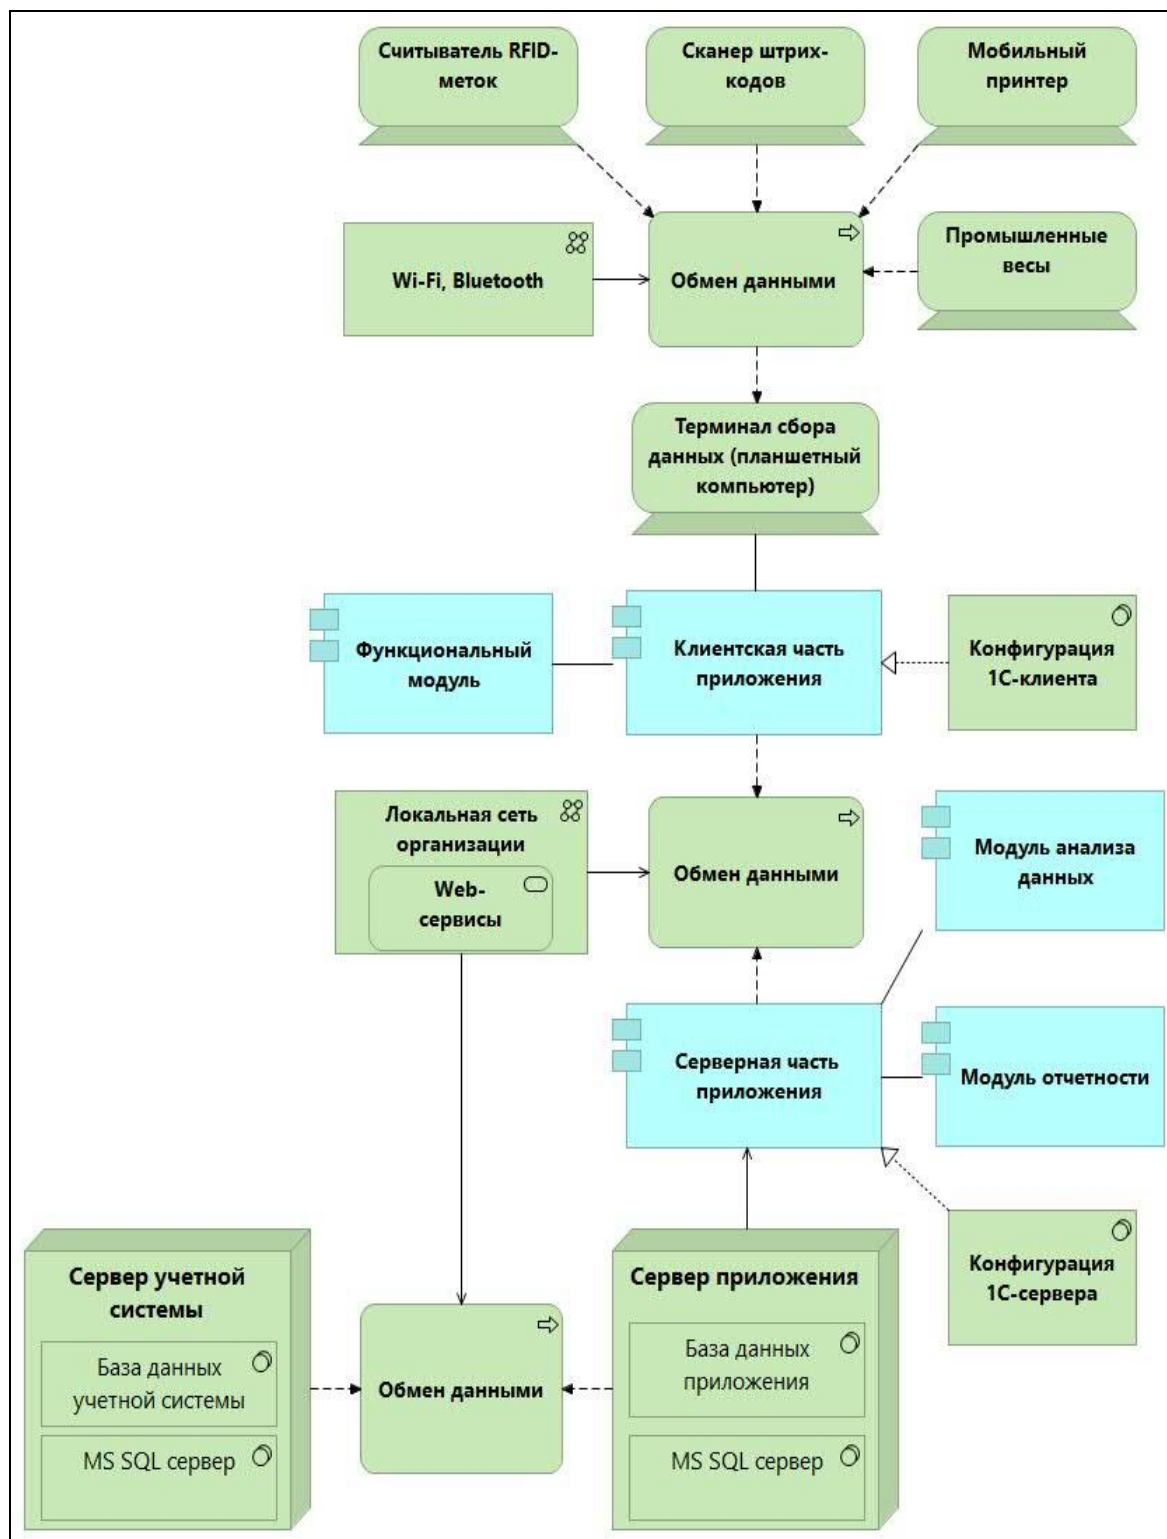 Считыватель RFID-
меток
Сканер штрих-
кодов
Мобильный
принтер
Wi-Fi, Bluetooth
Обмен данными
Промышленные
весы
Терминал сбора
данных (планшетный
компьютер)
Функциональный
модуль
Клиентская часть
приложения
Конфигурация
1С-клиента
Локальная сеть
организации
Web-
сервисы
Обмен данными
Модуль анализа
данных
Серверная часть
приложения
Модуль отчетности
Сервер учетной
системы
База данных
учетной системы
MS SQL сервер
Обмен данными
Сервер приложения
База данных
приложения
MS SQL сервер
Конфигурация
1С-сервера